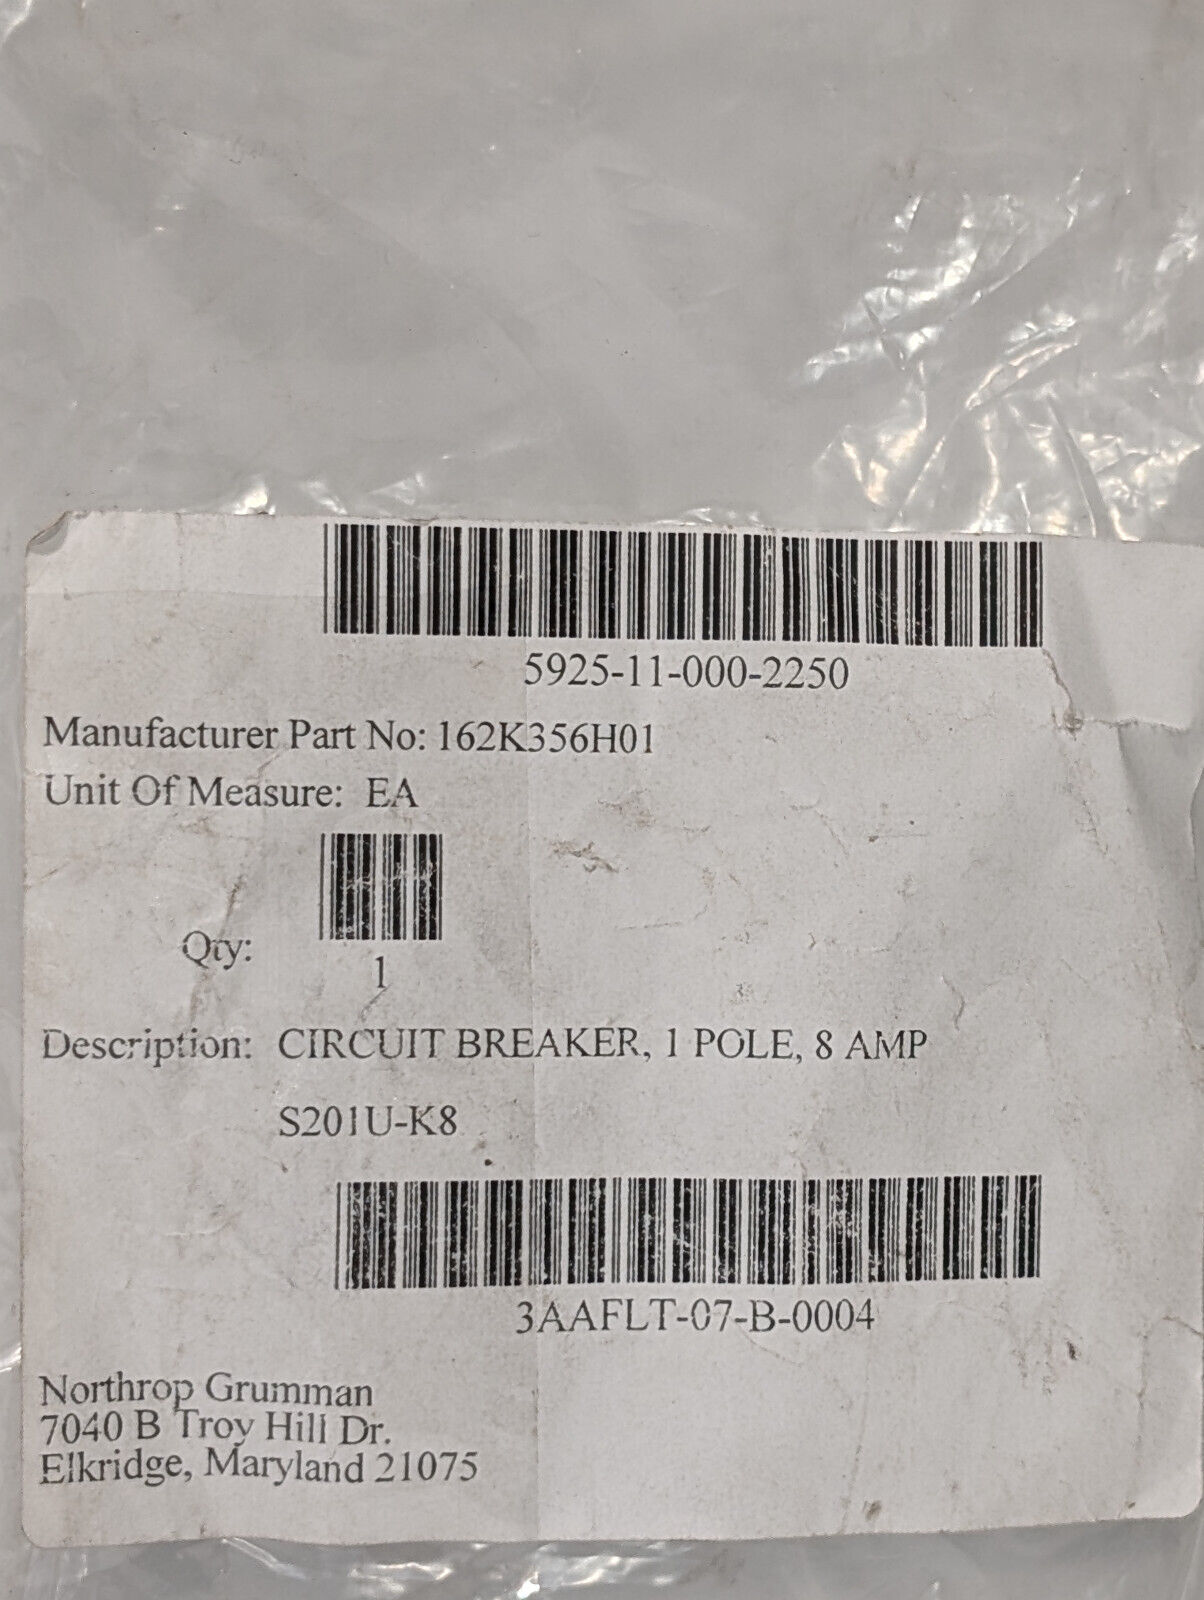 5925-11-000-2250
Manufacturer Part No: 162K356H01
Unit Of Measure: EA
Qty:
1
Description: CIRCUIT BREAKER, 1 POLE, 8 AMP
S201U-K8
3AAFLT-07-B-0004
Northrop Grumman
7040 B Troy Hill Dr.
Elkridge, Maryland 21075